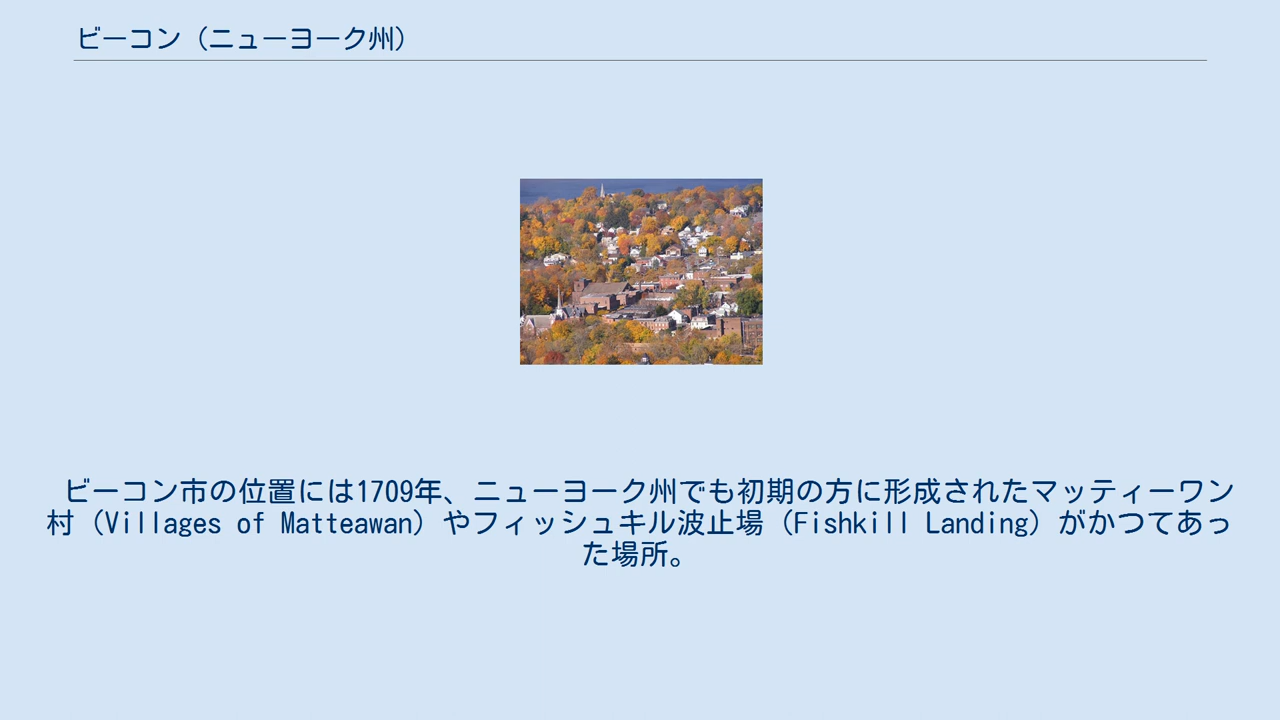 ビーコン（ニューヨーク州）
ビーコン市の位置には1709年、ニューヨーク州でも初期の方に形成されたマッティーワン
村（Villages of Matteawan）やフィッシュキル波止場（Fishkill Landing）がかつてあっ
た場所。